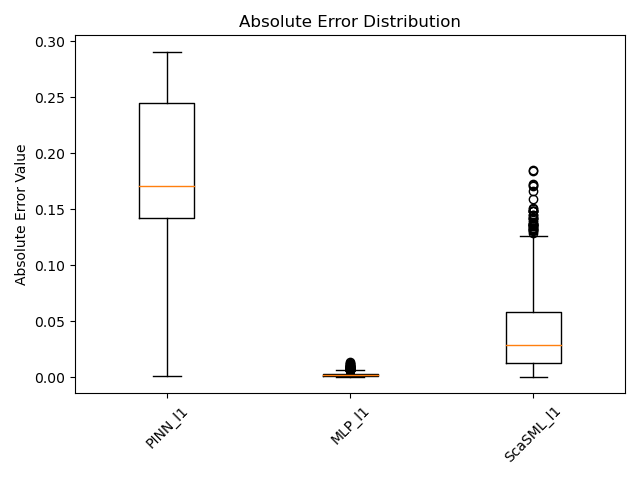 Absolute Error Distribution
0.30
0.25
0.20
0.15
0.10
0.05
0.00
Absolute Error Value
PINN_l1
MLP_l1
ScaSML_l1